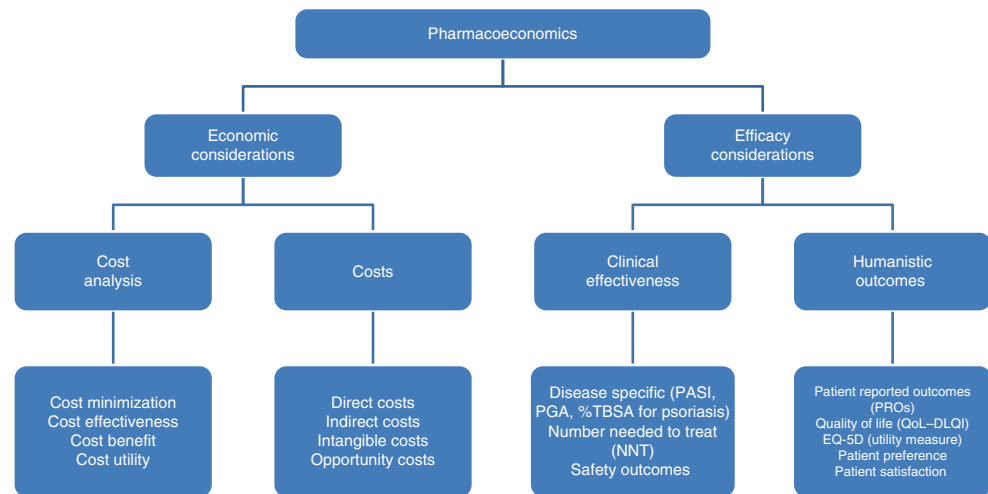 Pharmacoeconomics
Economic
considerations
Efficacy
considerations
Cost
analysis
Costs
Clinical
effectiveness
Humanistic
outcomes
Cost minimization
Cost effectiveness
Cost benefit
Cost utility
Direct costs
Indirect costs
Intangible costs
Opportunity costs
Disease specific (PASI,
PGA, %TBSA for psoriasis)
Number needed to treat
(NNT)
Safety outcomes
Patient reported outcomes
(PROs)
Quality of life (QoL–DLQI)
EQ-5D (utility measure)
Patient preference
Patient satisfaction